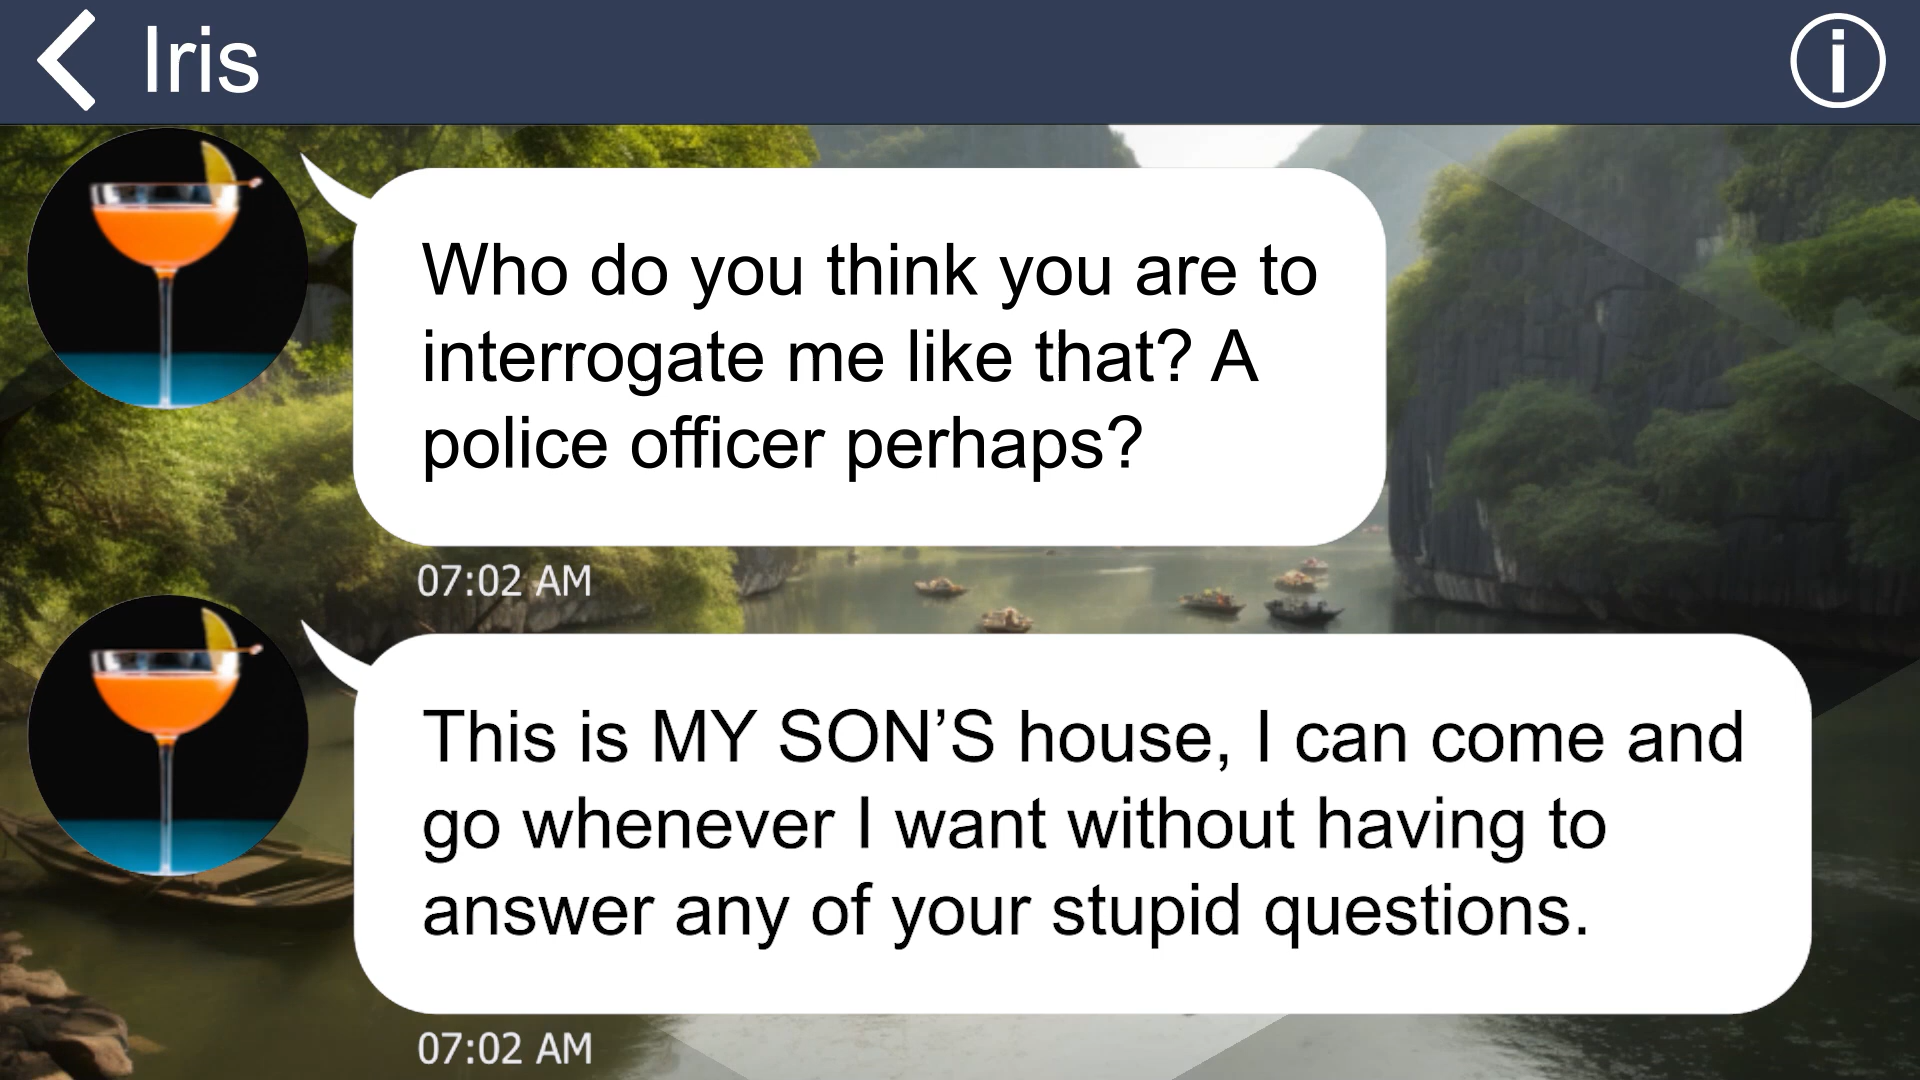 Iris
Who do you think you are to
interrogate me like that? A
police officer perhaps?
07:02 AM
This is MY SON’S house, I can come and
go whenever I want without having to
answer any of your stupid questions.
07:02 AM